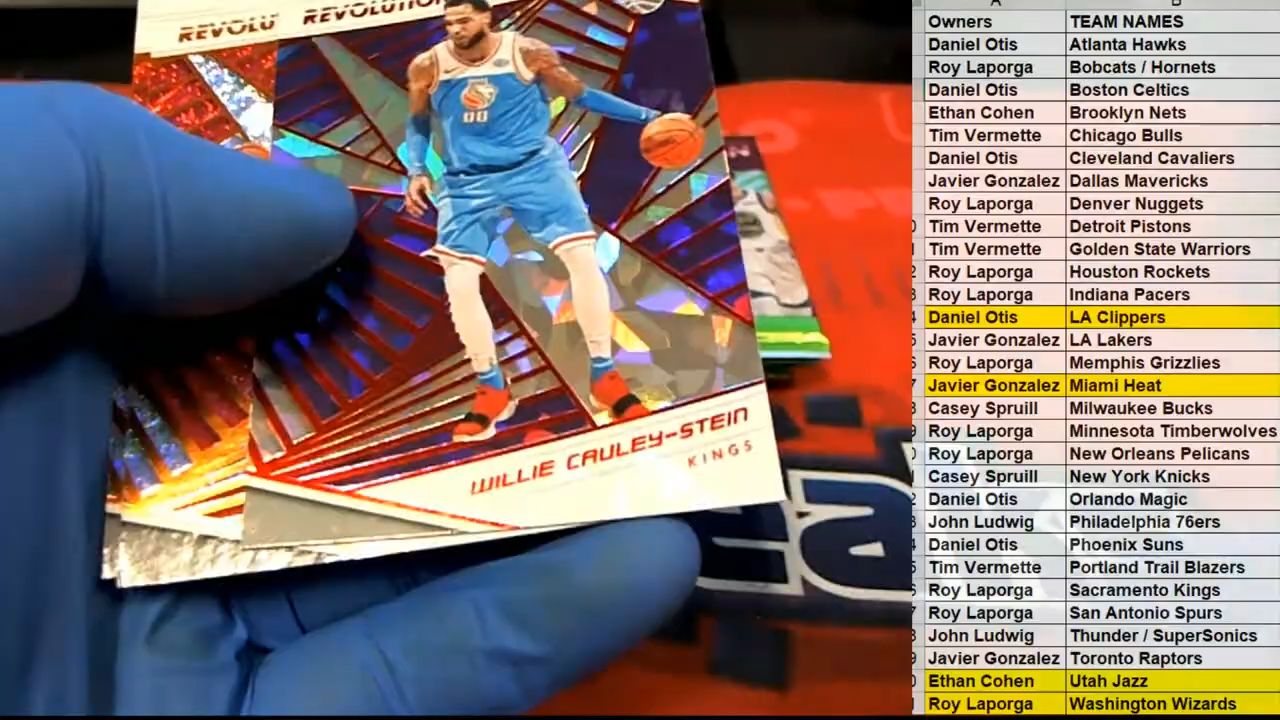 REVOLU
REVOLUTION
00
WILLIE CAULEY-STEIN
KINGS
A B
Owners TEAM NAMES
Daniel Otis Atlanta Hawks
Roy Laporga Bobcats / Hornets
Daniel Otis Boston Celtics
Ethan Cohen Brooklyn Nets
Tim Vermette Chicago Bulls
Daniel Otis Cleveland Cavaliers
Javier Gonzalez Dallas Mavericks
Roy Laporga Denver Nuggets
Tim Vermette Detroit Pistons
Tim Vermette Golden State Warriors
Roy Laporga Houston Rockets
Roy Laporga Indiana Pacers
Daniel Otis LA Clippers
Javier Gonzalez LA Lakers
Roy Laporga Memphis Grizzlies
Javier Gonzalez Miami Heat
Casey Spruill Milwaukee Bucks
Roy Laporga Minnesota Timberwolves
Roy Laporga New Orleans Pelicans
Casey Spruill New York Knicks
Daniel Otis Orlando Magic
John Ludwig Philadelphia 76ers
Daniel Otis Phoenix Suns
Tim Vermette Portland Trail Blazers
Roy Laporga Sacramento Kings
Roy Laporga San Antonio Spurs
John Ludwig Thunder / SuperSonics
Javier Gonzalez Toronto Raptors
Ethan Cohen Utah Jazz
Roy Laporga Washington Wizards